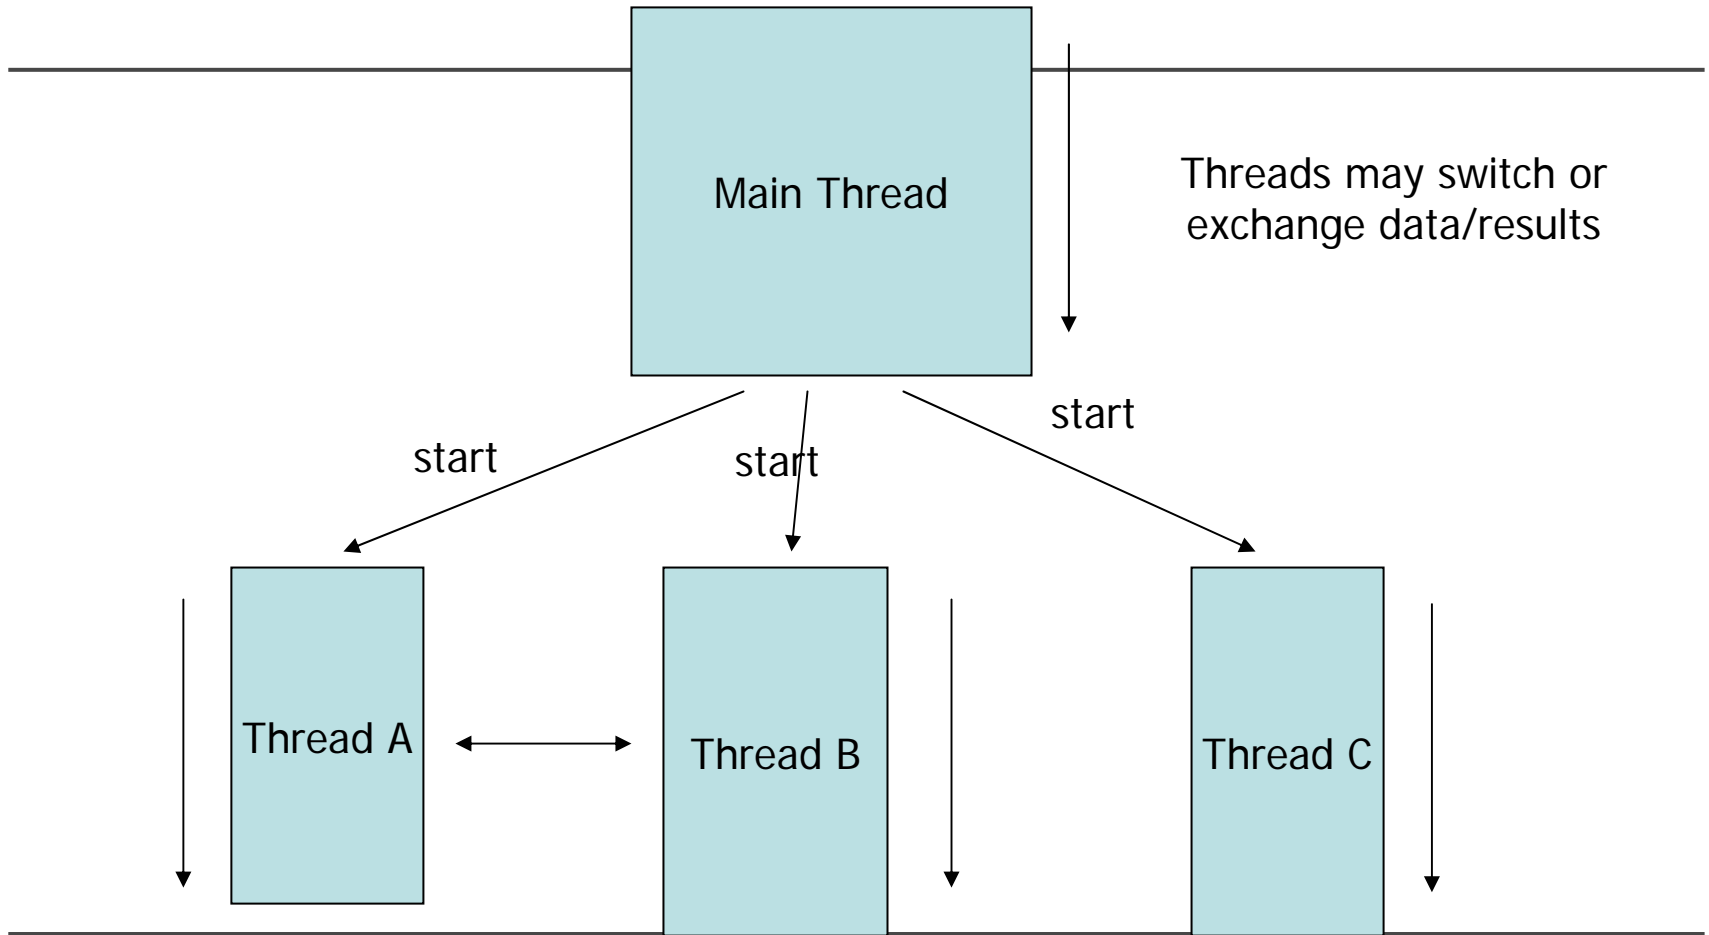 Main Thread
Threads may switch or
exchange data/results
start
start
start
Thread A
Thread B
Thread C